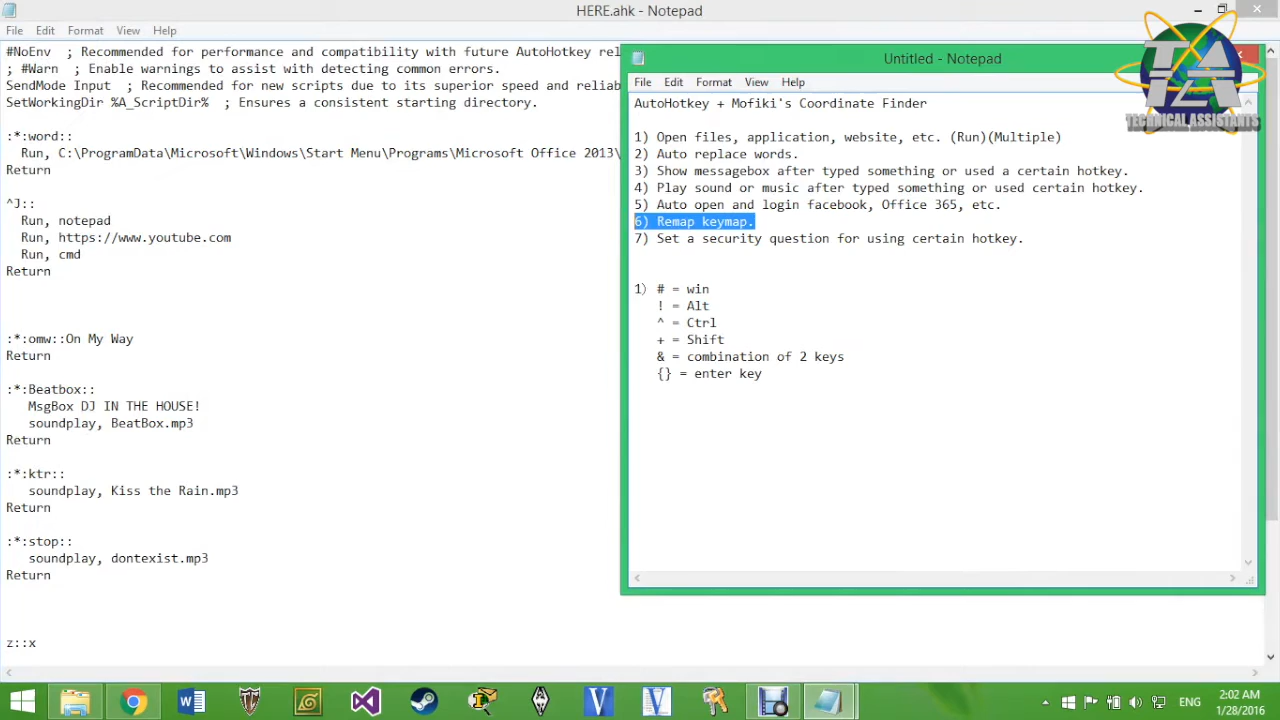 HERE.ahk - Notepad
File Edit Format View Help
#NoEnv  ; Recommended for performance and compatibility with future AutoHotkey rel
; #Warn  ; Enable warnings to assist with detecting common errors.
SendMode Input  ; Recommended for new scripts due to its superior speed and reliab
SetWorkingDir %A_ScriptDir%  ; Ensures a consistent starting directory.
:*:word::
Run, C:\ProgramData\Microsoft\Windows\Start Menu\Programs\Microsoft Office 2013\
Return
^J::
Run, notepad
Run, https://www.youtube.com
Run, cmd
Return
:*:omw::On My Way
Return
:*:Beatbox::
MsgBox DJ IN THE HOUSE!
soundplay, BeatBox.mp3
Return
:*:ktr::
soundplay, Kiss the Rain.mp3
Return
:*:stop::
soundplay, dontexist.mp3
Return
z::x
Untitled - Notepad
File Edit Format View Help
AutoHotkey + Mofiki's Coordinate Finder
1) Open files, application, website, etc. (Run)(Multiple)
2) Auto replace words.
3) Show messagebox after typed something or used a certain hotkey.
4) Play sound or music after typed something or used certain hotkey.
5) Auto open and login facebook, Office 365, etc.
6) Remap keymap.
7) Set a security question for using certain hotkey.
1) # = win
! = Alt
^ = Ctrl
+ = Shift
& = combination of 2 keys
{} = enter key
TA
TECHNICAL ASSISTANTS
ENG
2:02 AM
1/28/2016